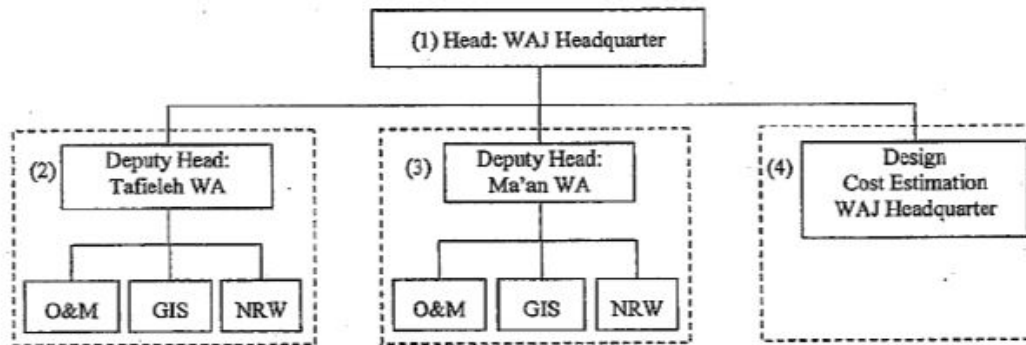 (1) Head: WAJ Headquarter
(2)
Deputy Head:
Tafieleh WA
O&M
GIS
NRW
(3)
Deputy Head:
Ma'an WA
O&M
GIS
NRW
(4)
Design
Cost Estimation
WAJ Headquarter